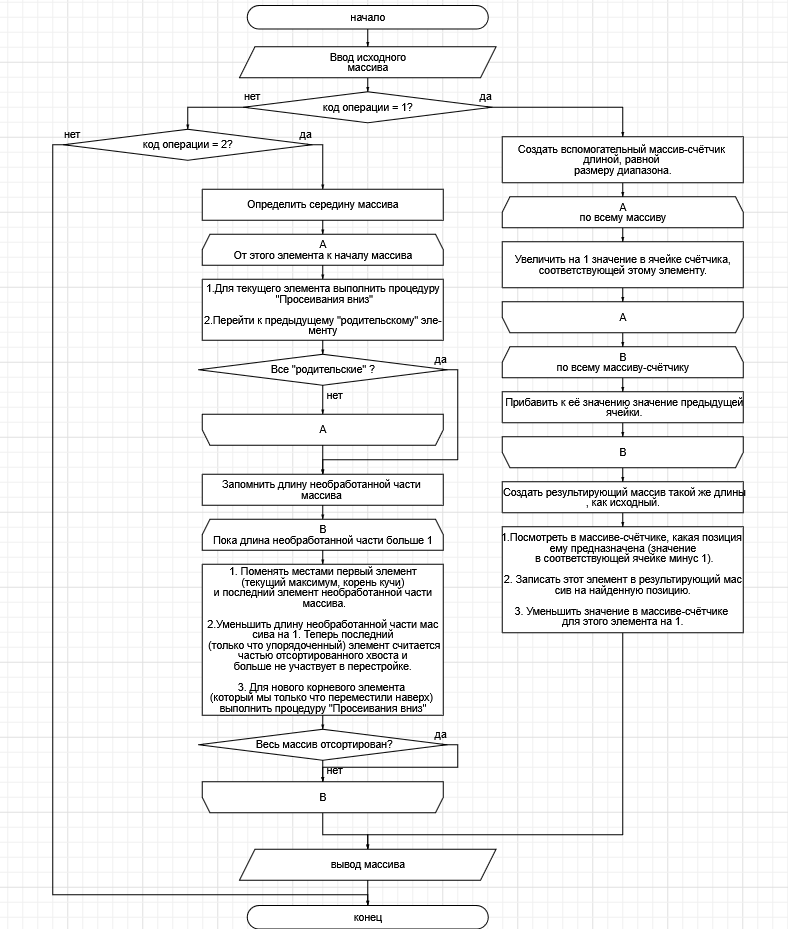 начало
Ввод исходного
массива
нет
код операции = 1?
да
нет
код операции = 2?
да
Определить середину массива
А
От этого элемента к началу массива
1.Для текущего элемента выполнить процедуру
"Просеивания вниз"
2.Перейти к предыдущему "родительскому" эле-
менту
да
Все "родительские" ?
нет
А
Запомнить длину необработанной части
массива
В
Пока длина необработанной части больше 1
1. Поменять местами первый элемент
(текущий максимум, корень кучи)
и последний элемент необработанной части
массива.
2.Уменьшить длину необработанной части мас
сива на 1. Теперь последний
(только что упорядоченный) элемент считается
частью отсортированного хвоста и
больше не участвует в перестройке.
3. Для нового корневого элемента
(который мы только что переместили наверх)
выполнить процедуру "Просеивания вниз"
да
Весь массив отсортирован?
нет
В
Создать вспомогательный массив-счётчик
длиной, равной
размеру диапазона.
А
по всему массиву
Увеличить на 1 значение в ячейке счётчика,
соответствующей этому элементу.
А
В
по всему массиву-счётчику
Прибавить к её значению значение предыдущей
ячейки.
В
Создать результирующий массив такой же длины
, как исходный.
1.Посмотреть в массиве-счётчике, какая позиция
ему предназначена (значение
в соответствующей ячейке минус 1).
2. Записать этот элемент в результирующий мас
сив на найденную позицию.
3. Уменьшить значение в массиве-счётчике
для этого элемента на 1.
вывод массива
конец